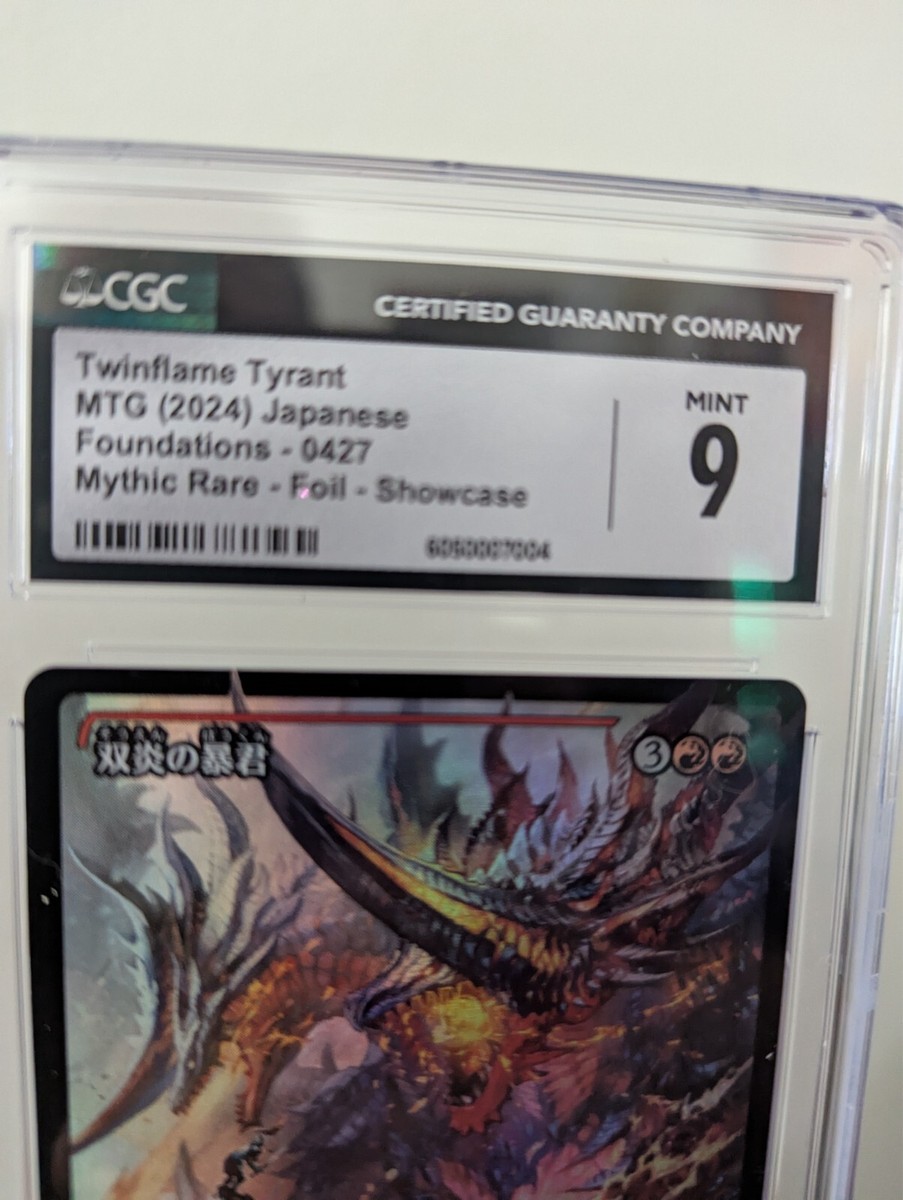 CGC
CERTIFIED GUARANTY COMPANY
Twinflame Tyrant
MTG (2024) Japanese
Foundations - 0427
Mythic Rare - Foil - Showcase
MINT
9
6050007004
双炎の暴君
3